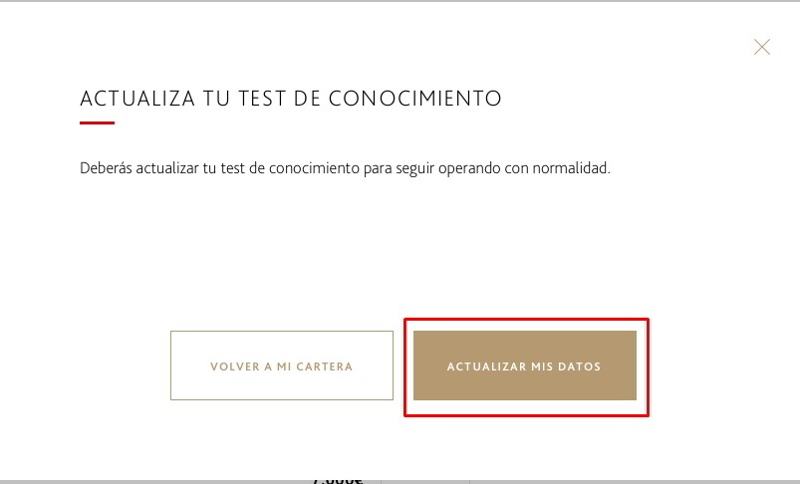 ACTUALIZA TU TEST DE CONOCIMIENTO
Deberás actualizar tu test de conocimiento para seguir operando con normalidad.
VOLVER A MI CARTERA
ACTUALIZAR MIS DATOS
7.000€